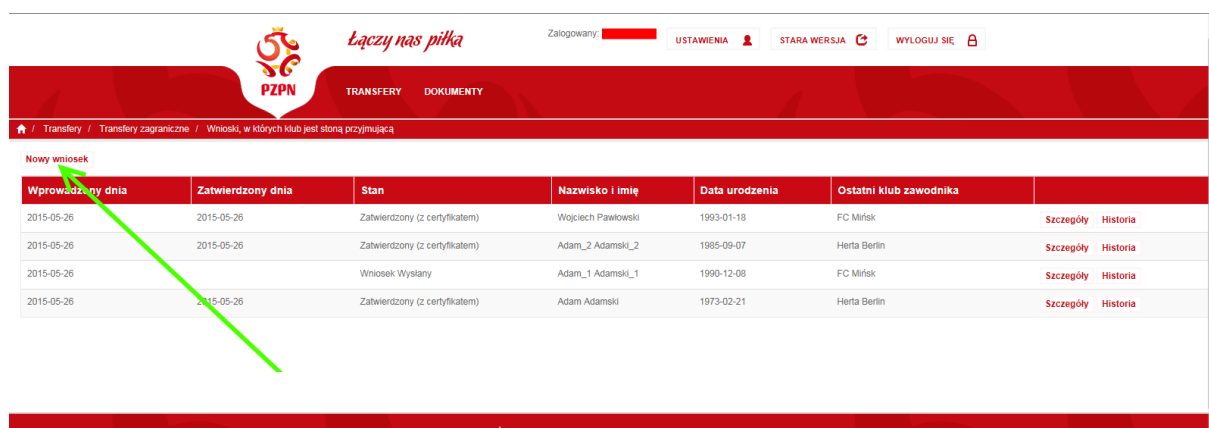 Łączy nas piłka
Zalogowany:
USTAWIENIA
STARA WERSJA
WYLOGUJ SIĘ
PZPN
TRANSFERY DOKUMENTY
/ Transfery / Transfery zagraniczne / Wnioski, w których klub jest stoną przyjmującą
Nowy wniosek
Wprowadzony dnia Zatwierdzony dnia Stan Nazwisko i imię Data urodzenia Ostatni klub zawodnika
2015-05-26 2015-05-26 Zatwierdzony (z certyfikatem) Wojciech Pawłowski 1993-01-18 FC Mińsk Szczegóły Historia
2015-05-26 2015-05-26 Zatwierdzony (z certyfikatem) Adam_2 Adamski_2 1985-09-07 Herta Berlin Szczegóły Historia
2015-05-26 Wniosek Wysłany Adam_1 Adamski_1 1990-12-08 FC Mińsk Szczegóły Historia
2015-05-26 2015-05-26 Zatwierdzony (z certyfikatem) Adam Adamski 1973-02-21 Herta Berlin Szczegóły Historia